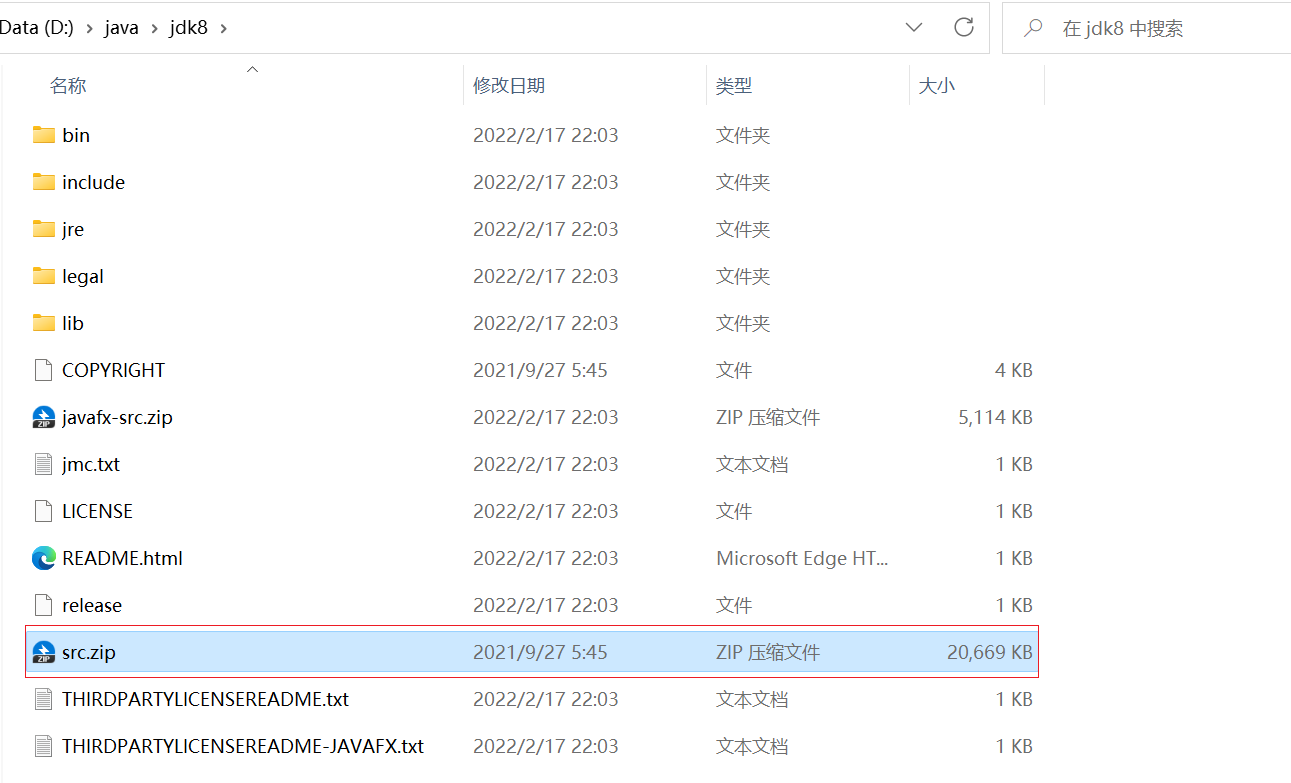 Data (D:) › java › jdk8 › 在 jdk8 中搜索
名称 修改日期 类型 大小
bin 2022/2/17 22:03 文件夹
include 2022/2/17 22:03 文件夹
jre 2022/2/17 22:03 文件夹
legal 2022/2/17 22:03 文件夹
lib 2022/2/17 22:03 文件夹
COPYRIGHT 2021/9/27 5:45 文件 4 KB
javafx-src.zip 2022/2/17 22:03 ZIP 压缩文件 5,114 KB
jmc.txt 2022/2/17 22:03 文本文档 1 KB
LICENSE 2022/2/17 22:03 文件 1 KB
README.html 2022/2/17 22:03 Microsoft Edge HT... 1 KB
release 2022/2/17 22:03 文件 1 KB
src.zip 2021/9/27 5:45 ZIP 压缩文件 20,669 KB
THIRDPARTYLICENSEREADME.txt 2022/2/17 22:03 文本文档 1 KB
THIRDPARTYLICENSEREADME-JAVAFX.txt 2022/2/17 22:03 文本文档 1 KB